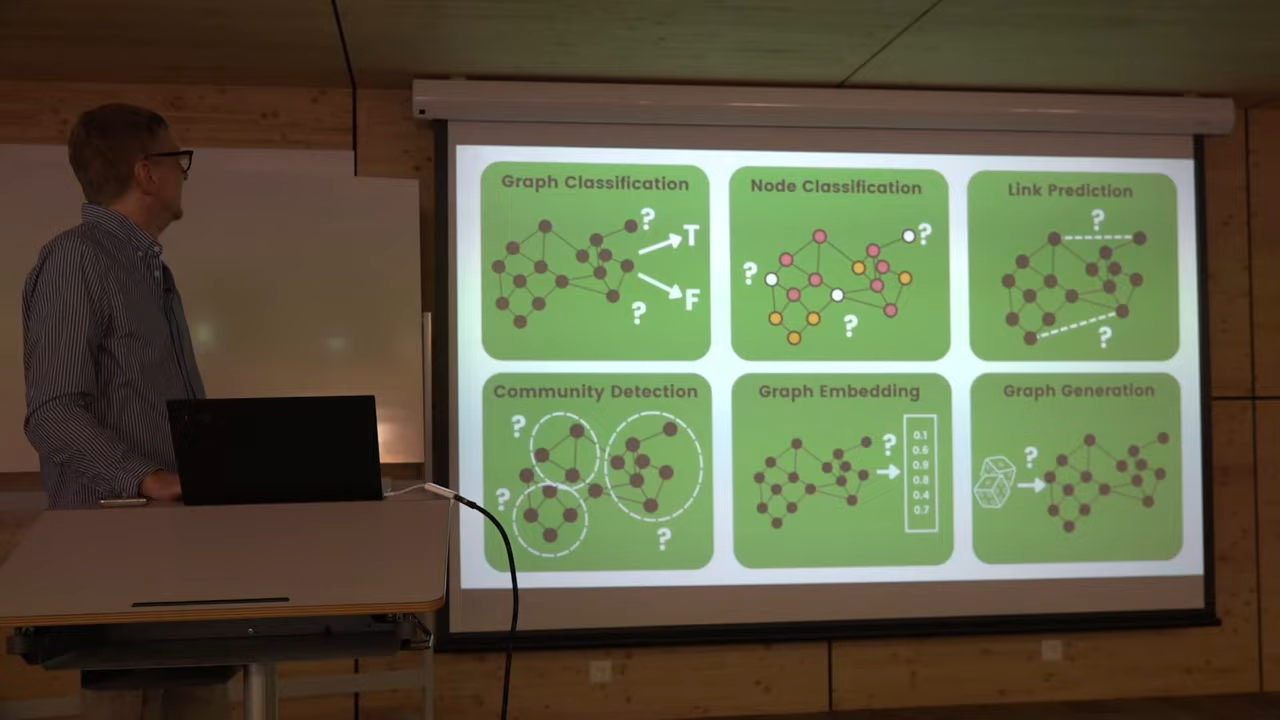 Graph Classification
?
T
F
?
Node Classification
?
?
?
Link Prediction
?
?
Community Detection
?
?
?
Graph Embedding
?
0.1
0.6
0.9
0.8
0.4
0.7
Graph Generation
?